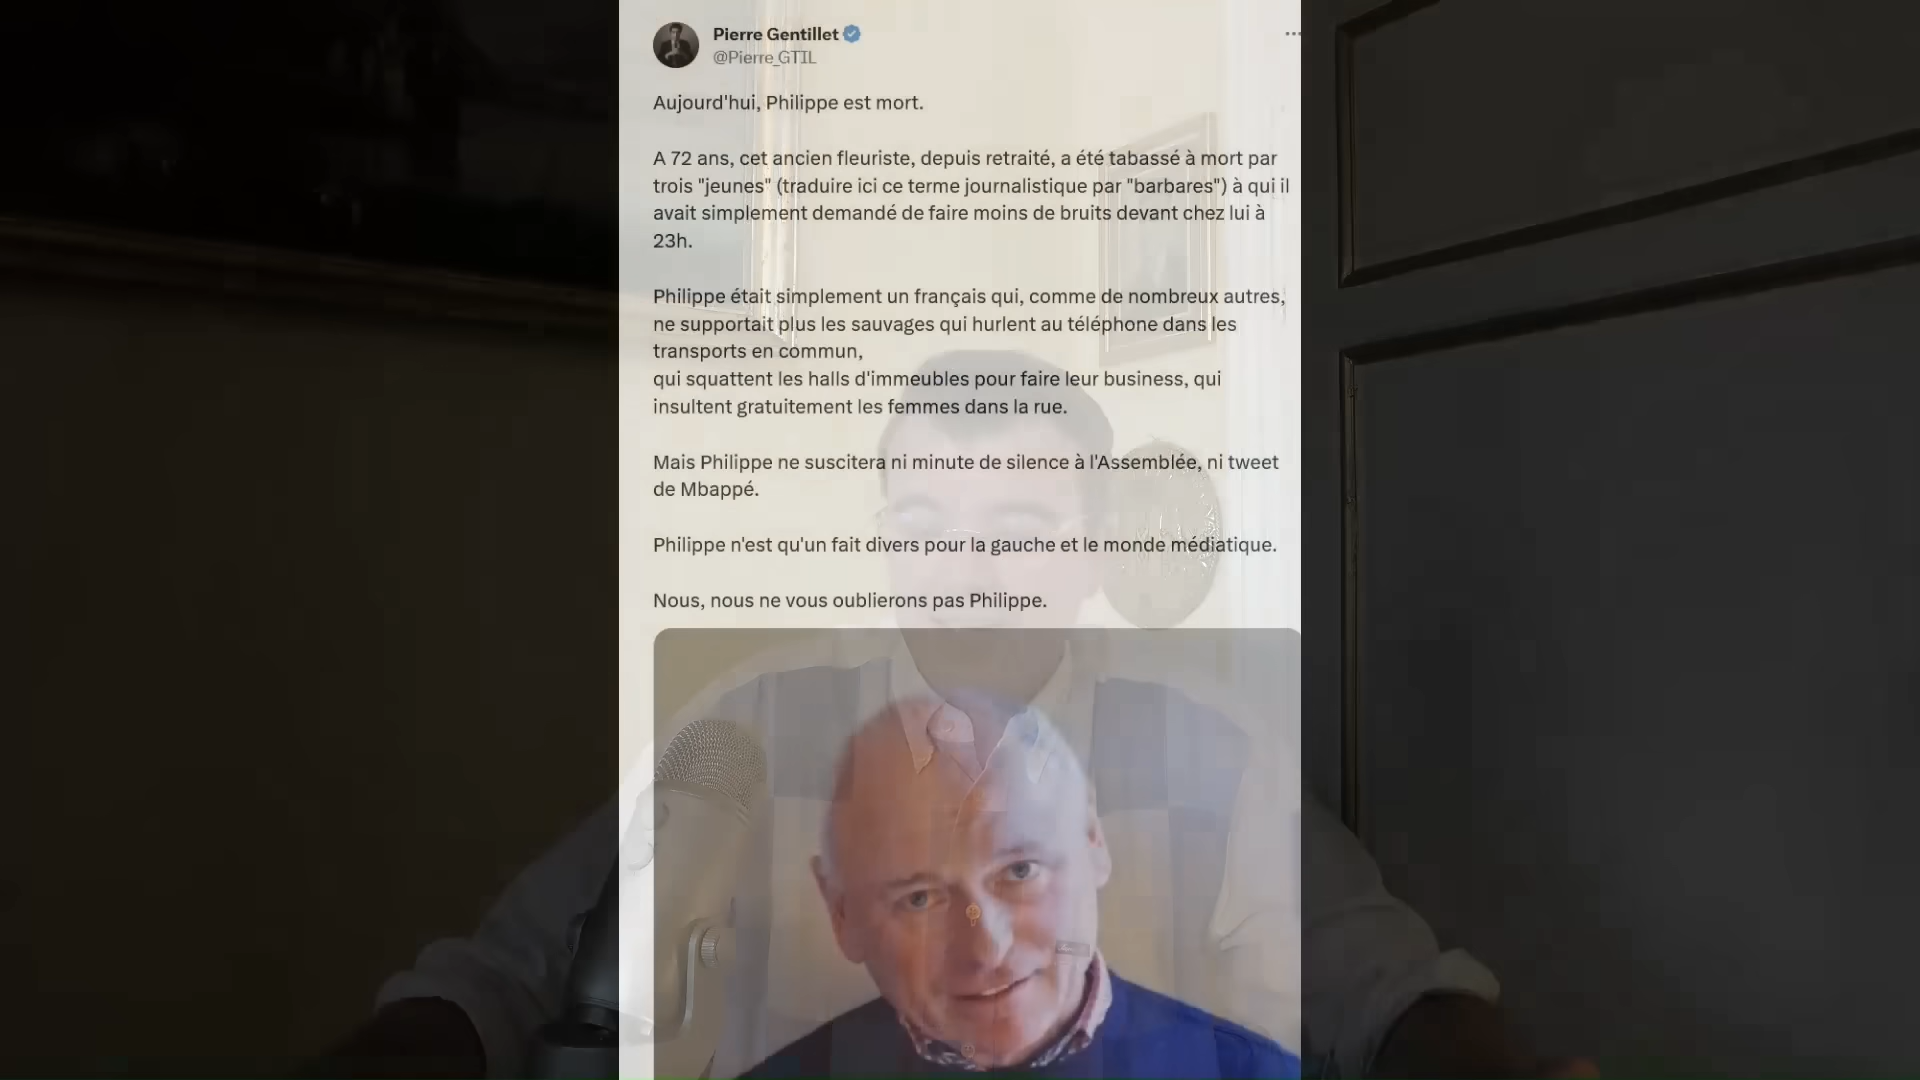 Pierre Gentillet
@Pierre_GTIL
Aujourd'hui, Philippe est mort.
A 72 ans, cet ancien fleuriste, depuis retraité, a été tabassé à mort par
trois "jeunes" (traduire ici ce terme journalistique par "barbares") à qui il
avait simplement demandé de faire moins de bruits devant chez lui à
23h.
Philippe était simplement un français qui, comme de nombreux autres,
ne supportait plus les sauvages qui hurlent au téléphone dans les
transports en commun,
qui squattent les halls d'immeubles pour faire leur business, qui
insultent gratuitement les femmes dans la rue.
Mais Philippe ne suscitera ni minute de silence à l'Assemblée, ni tweet
de Mbappé.
Philippe n'est qu'un fait divers pour la gauche et le monde médiatique.
Nous, nous ne vous oublierons pas Philippe.